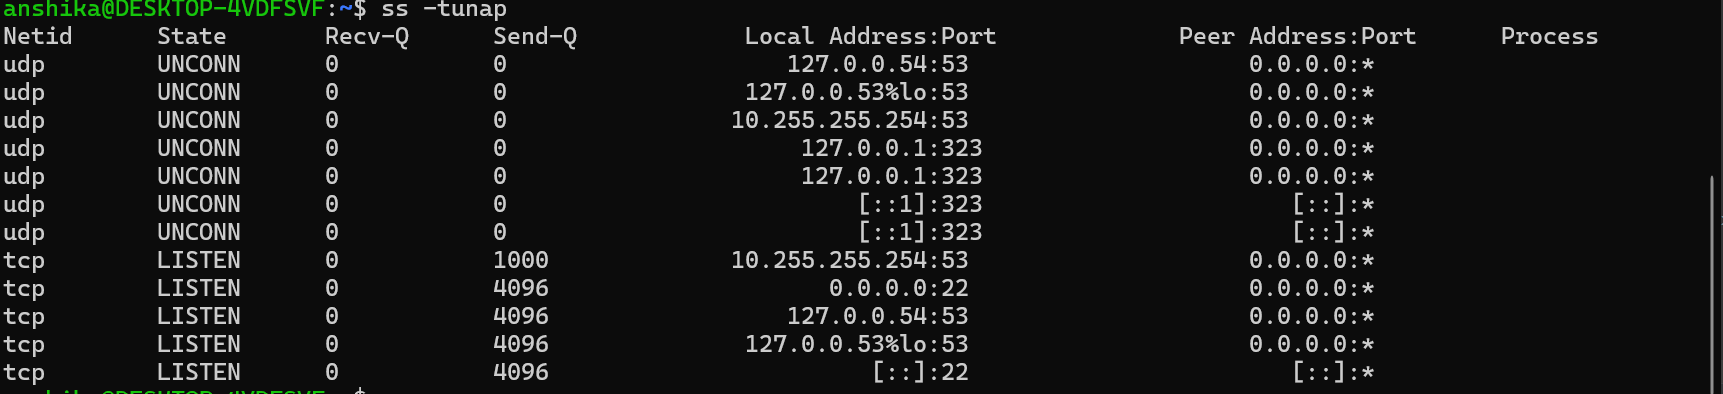 anshika@DESKTOP-4VDFSVF:~$ ss -tunap
Netid State Recv-Q Send-Q Local Address:Port Peer Address:Port Process
udp UNCONN 0 0 127.0.0.54:53 0.0.0.0:*
udp UNCONN 0 0 127.0.0.53%lo:53 0.0.0.0:*
udp UNCONN 0 0 10.255.255.254:53 0.0.0.0:*
udp UNCONN 0 0 127.0.0.1:323 0.0.0.0:*
udp UNCONN 0 0 127.0.0.1:323 0.0.0.0:*
udp UNCONN 0 0 [::1]:323 [::]:*
udp UNCONN 0 0 [::1]:323 [::]:*
tcp LISTEN 0 1000 10.255.255.254:53 0.0.0.0:*
tcp LISTEN 0 4096 0.0.0.0:22 0.0.0.0:*
tcp LISTEN 0 4096 127.0.0.54:53 0.0.0.0:*
tcp LISTEN 0 4096 127.0.0.53%lo:53 0.0.0.0:*
tcp LISTEN 0 4096 [::]:22 [::]:*